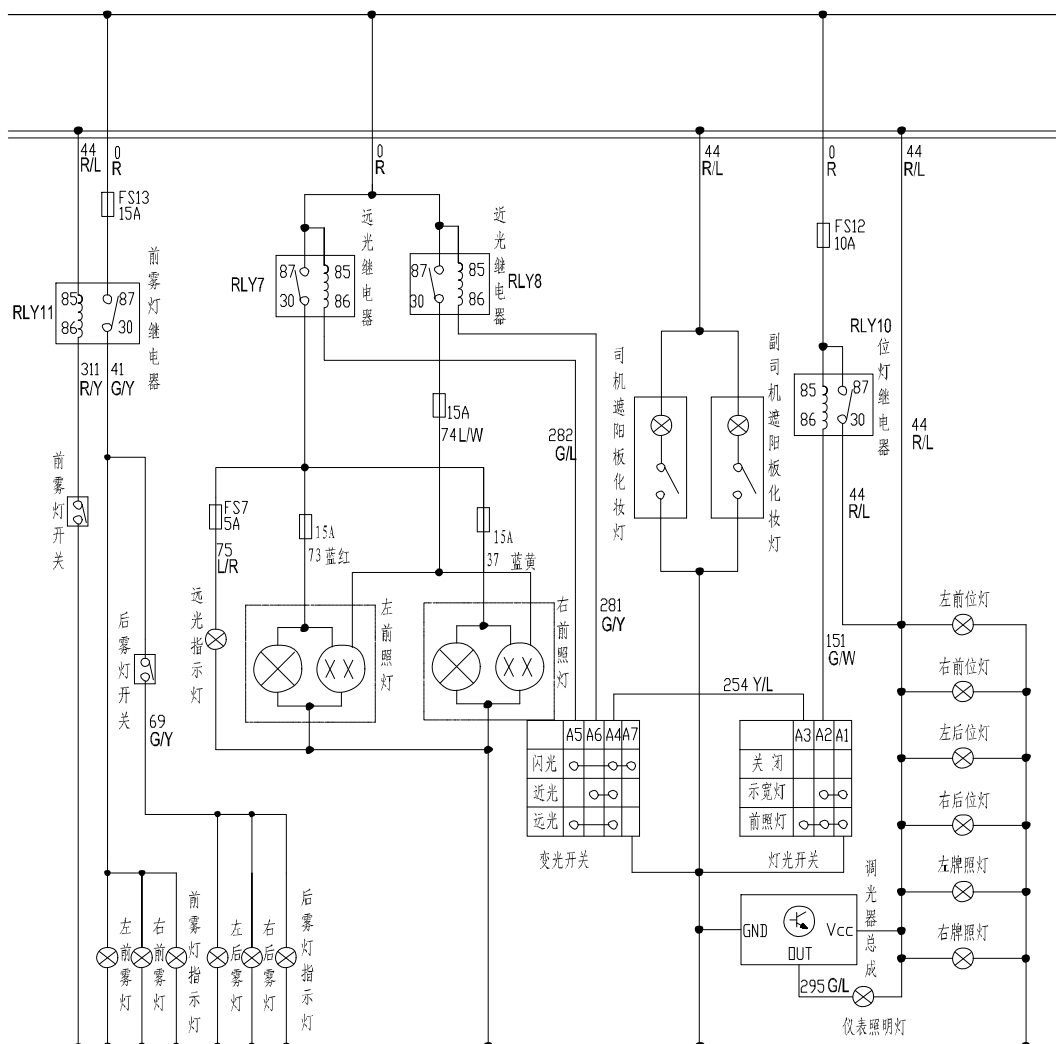 44
R/L
0
R
0
R
44
R/L
0
R
44
R/L
FS13
15A
FS12
10A
前雾灯继电器
远光继电器
近光继电器
RLY11
85
86
87
30
RLY7
87
30
85
86
87
30
85
86
RLY8
RLY10
位灯继电器
85
86
87
30
311
R/Y
41
G/Y
15A
74L/W
282
G/L
司机遮阳板化妆灯
副司机遮阳板化妆灯
44
R/L
44
R/L
前雾灯开关
FS7
5A
75
L/R
15A
73 蓝红
15A
37 蓝黄
远光指示灯
左前照灯
右前照灯
281
G/Y
151
G/W
后雾灯开关
69
G/Y
254 Y/L
左前位灯
右前位灯
左后位灯
右后位灯
左牌照灯
右牌照灯
A5 A6 A4 A7
闪光
近光
远光
变光开关
A3 A2 A1
关 闭
示宽灯
前照灯
灯光开关
调光器总成
GND
Vcc
OUT
295 G/L
仪表照明灯
左前雾灯
右前雾灯
前雾灯指示灯
左后雾灯
右后雾灯
后雾灯指示灯